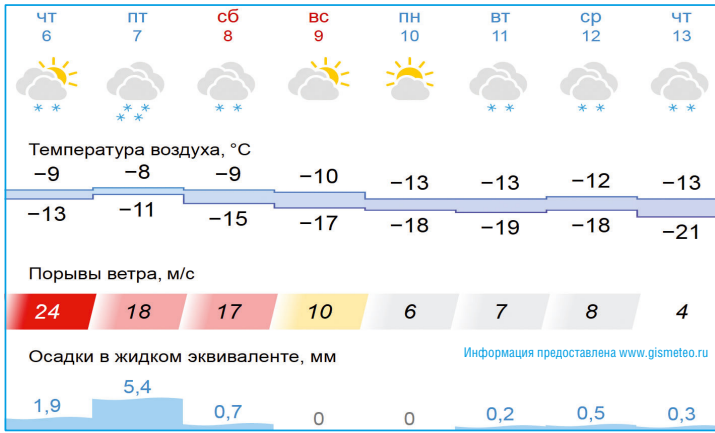 чт пт сб вс пн вт ср чт
6 7 8 9 10 11 12 13
Температура воздуха, °C
−9 −8 −9 −10 −13 −13 −12 −13
−13 −11 −15 −17 −18 −19 −18 −21
Порывы ветра, м/с
24 18 17 10 6 7 8 4
Осадки в жидком эквиваленте, мм
Информация предоставлена www.gismeteo.ru
1,9 5,4 0,7 0 0 0,2 0,5 0,3